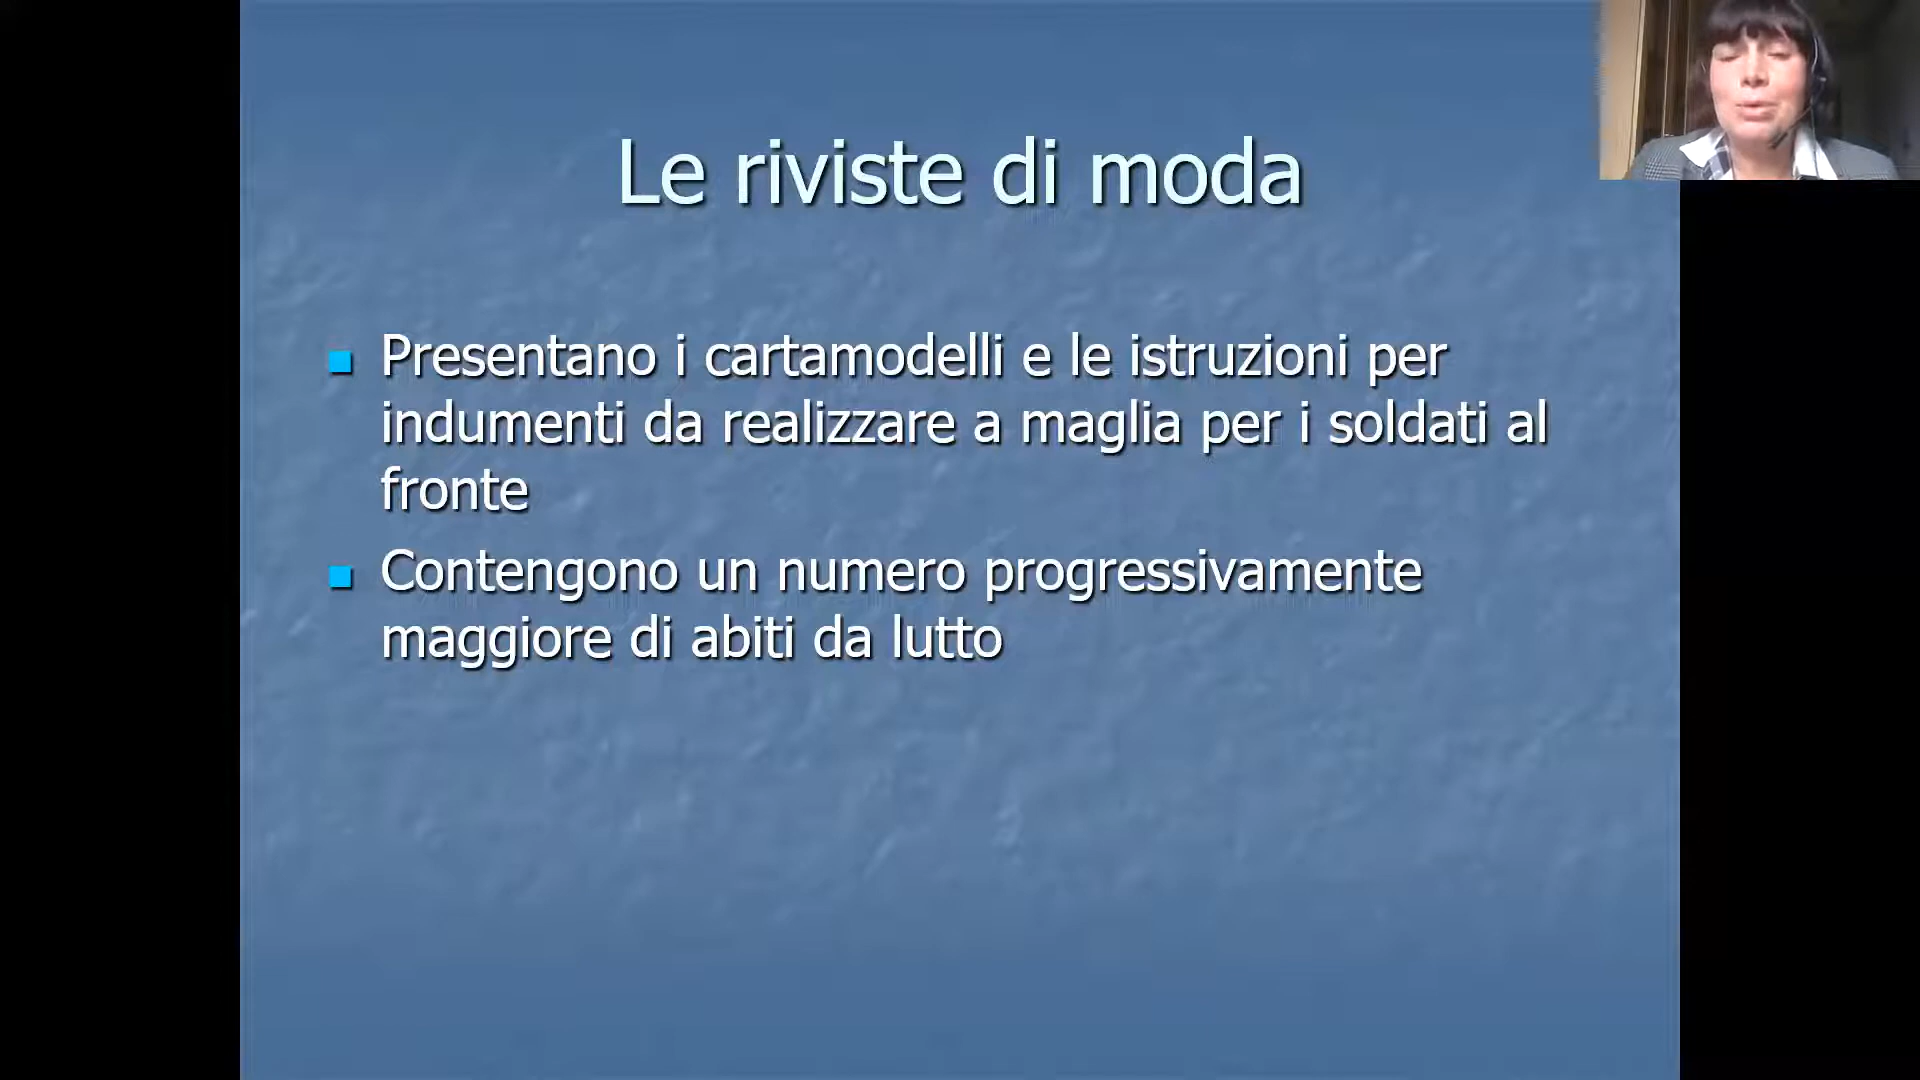 Le riviste di moda
Presentano i cartamodelli e le istruzioni per
indumenti da realizzare a maglia per i soldati al
fronte
Contengono un numero progressivamente
maggiore di abiti da lutto